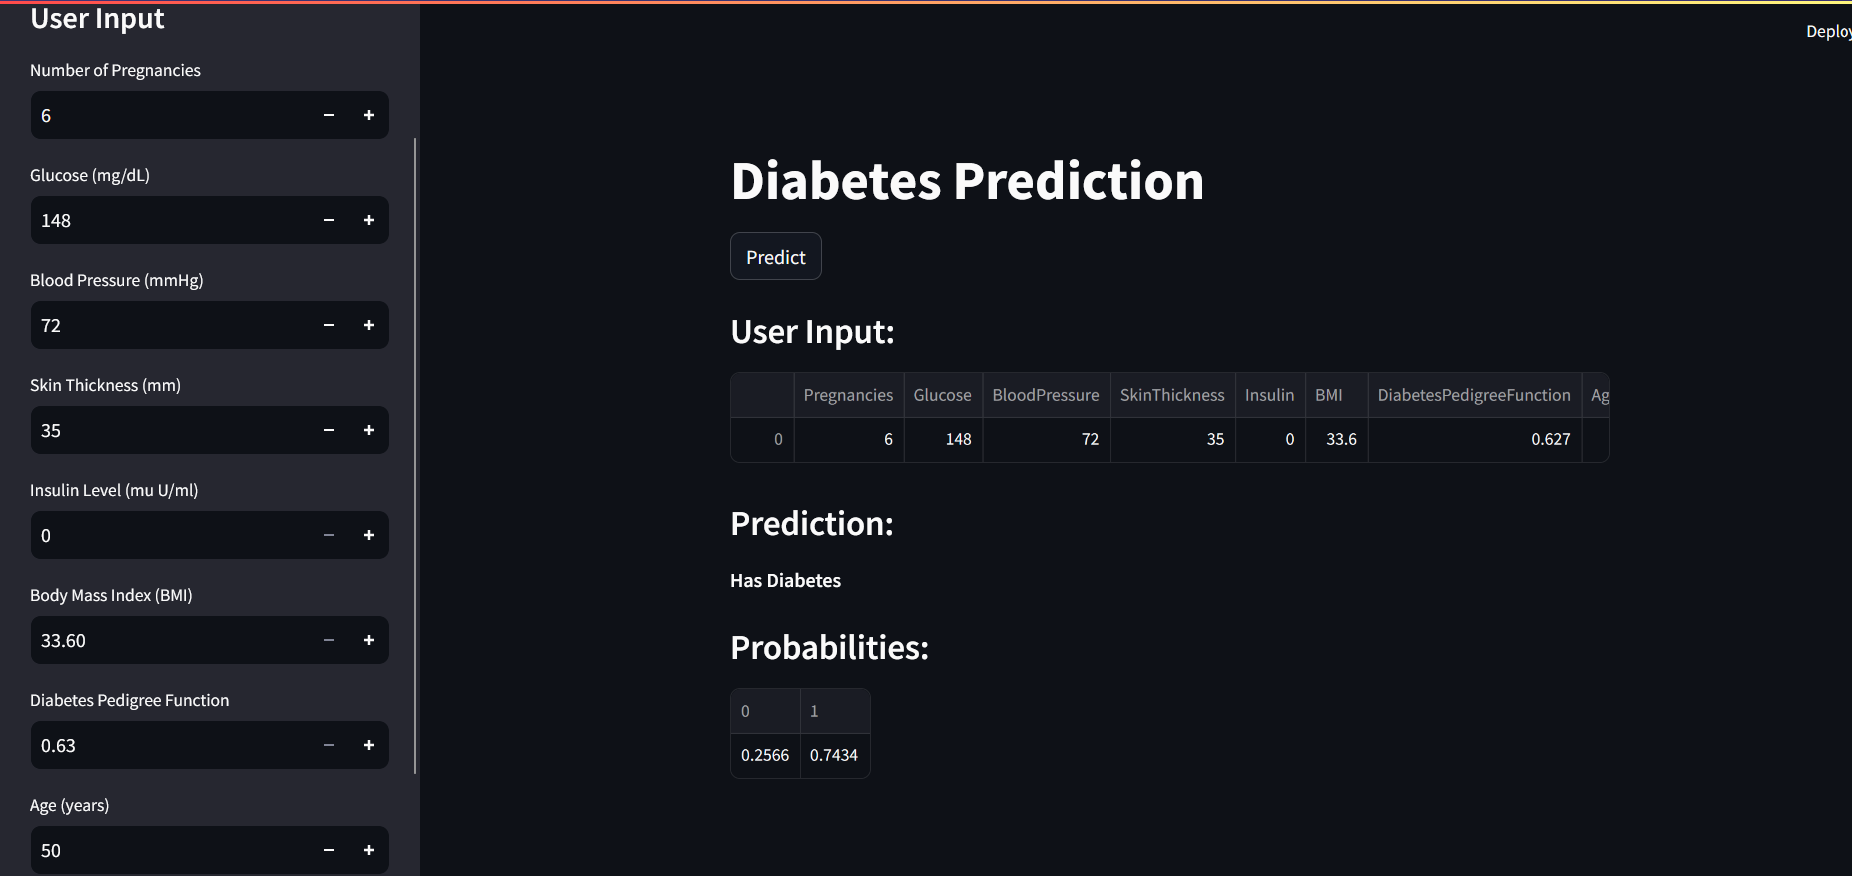 User Input
Number of Pregnancies
6
Glucose (mg/dL)
148
Blood Pressure (mmHg)
72
Skin Thickness (mm)
35
Insulin Level (mu U/ml)
0
Body Mass Index (BMI)
33.60
Diabetes Pedigree Function
0.63
Age (years)
50
Deploy
Diabetes Prediction
Predict
User Input:
Pregnancies Glucose BloodPressure SkinThickness Insulin BMI DiabetesPedigreeFunction Ag
0 6 148 72 35 0 33.6 0.627
Prediction:
Has Diabetes
Probabilities:
0 1
0.2566 0.7434